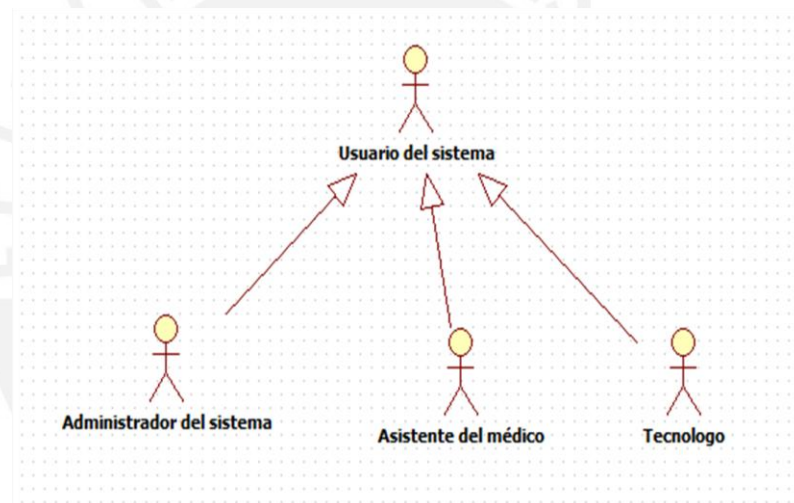 Usuario del sistema
Administrador del sistema
Asistente del médico
Tecnologo